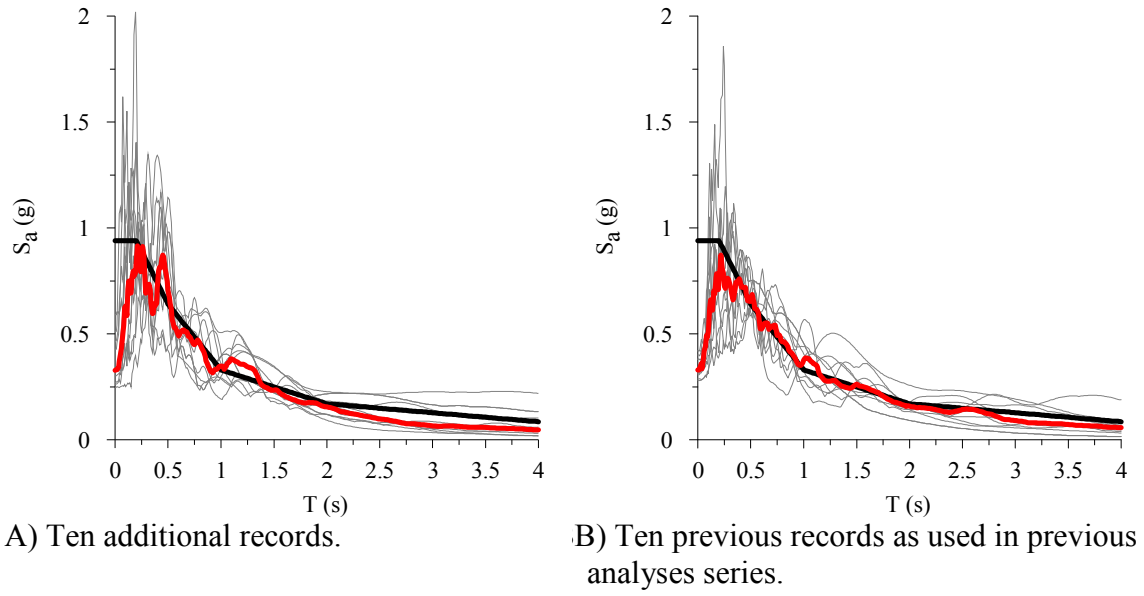 2
1.5
1
0.5
0
Sa (g)
0 0.5 1 1.5 2 2.5 3 3.5 4
T (s)
A) Ten additional records.
2
1.5
1
0.5
0
Sa (g)
0 0.5 1 1.5 2 2.5 3 3.5 4
T (s)
B) Ten previous records as used in previous
analyses series.